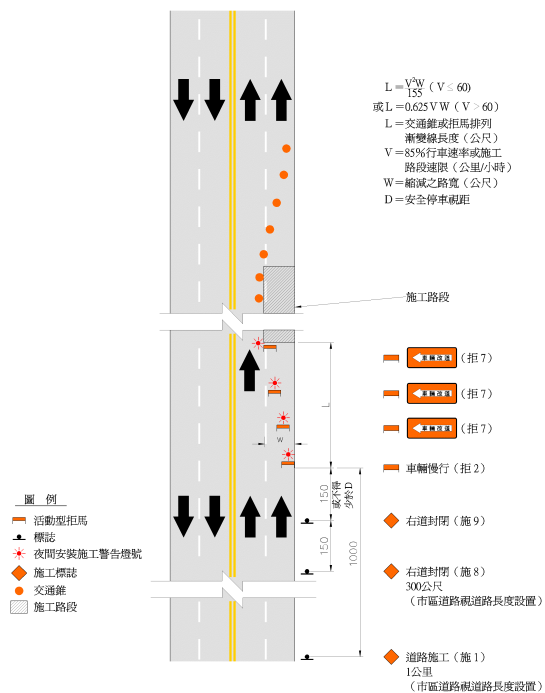 L＝V²W/155 (V≤60)
或L＝0.625VW (V>60)
L＝交通錐或拒馬排列
漸變線長度（公尺）
V＝85%行車速率或施工
路段速限（公里/小時）
W＝縮減之路寬（公尺）
D＝安全停車視距
施工路段
車輛改道（拒7）
車輛改道（拒7）
車輛改道（拒7）
L
W
車輛慢行（拒2）
150
或不得
少於D
右道封閉（施9）
150
1000
右道封閉（施8）
300公尺
（市區道路視道路長度設置）
道路施工（施1）
1公里
（市區道路視道路長度設置）
圖 例
活動型拒馬
標誌
夜間安裝施工警告燈號
施工標誌
交通錐
施工路段